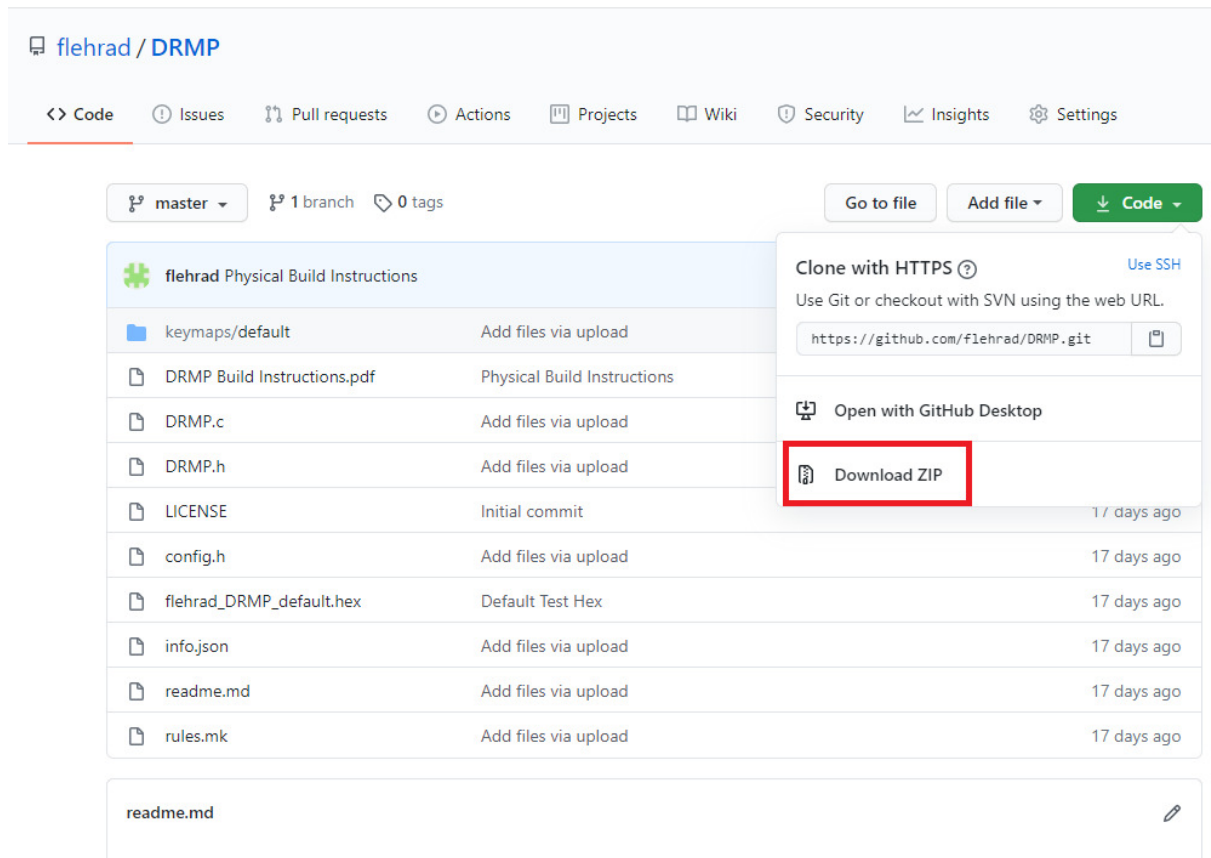 flehrad / DRMP
<> Code Issues Pull requests Actions Projects Wiki Security Insights Settings
master 1 branch 0 tags Go to file Add file Code
flehrad Physical Build Instructions
Clone with HTTPS ? Use SSH
Use Git or checkout with SVN using the web URL.
https://github.com/flehrad/DRMP.git
Open with GitHub Desktop
Download ZIP
keymaps/default Add files via upload
DRMP Build Instructions.pdf Physical Build Instructions
DRMP.c Add files via upload
DRMP.h Add files via upload
LICENSE Initial commit 17 days ago
config.h Add files via upload 17 days ago
flehrad_DRMP_default.hex Default Test Hex 17 days ago
info.json Add files via upload 17 days ago
readme.md Add files via upload 17 days ago
rules.mk Add files via upload 17 days ago
readme.md